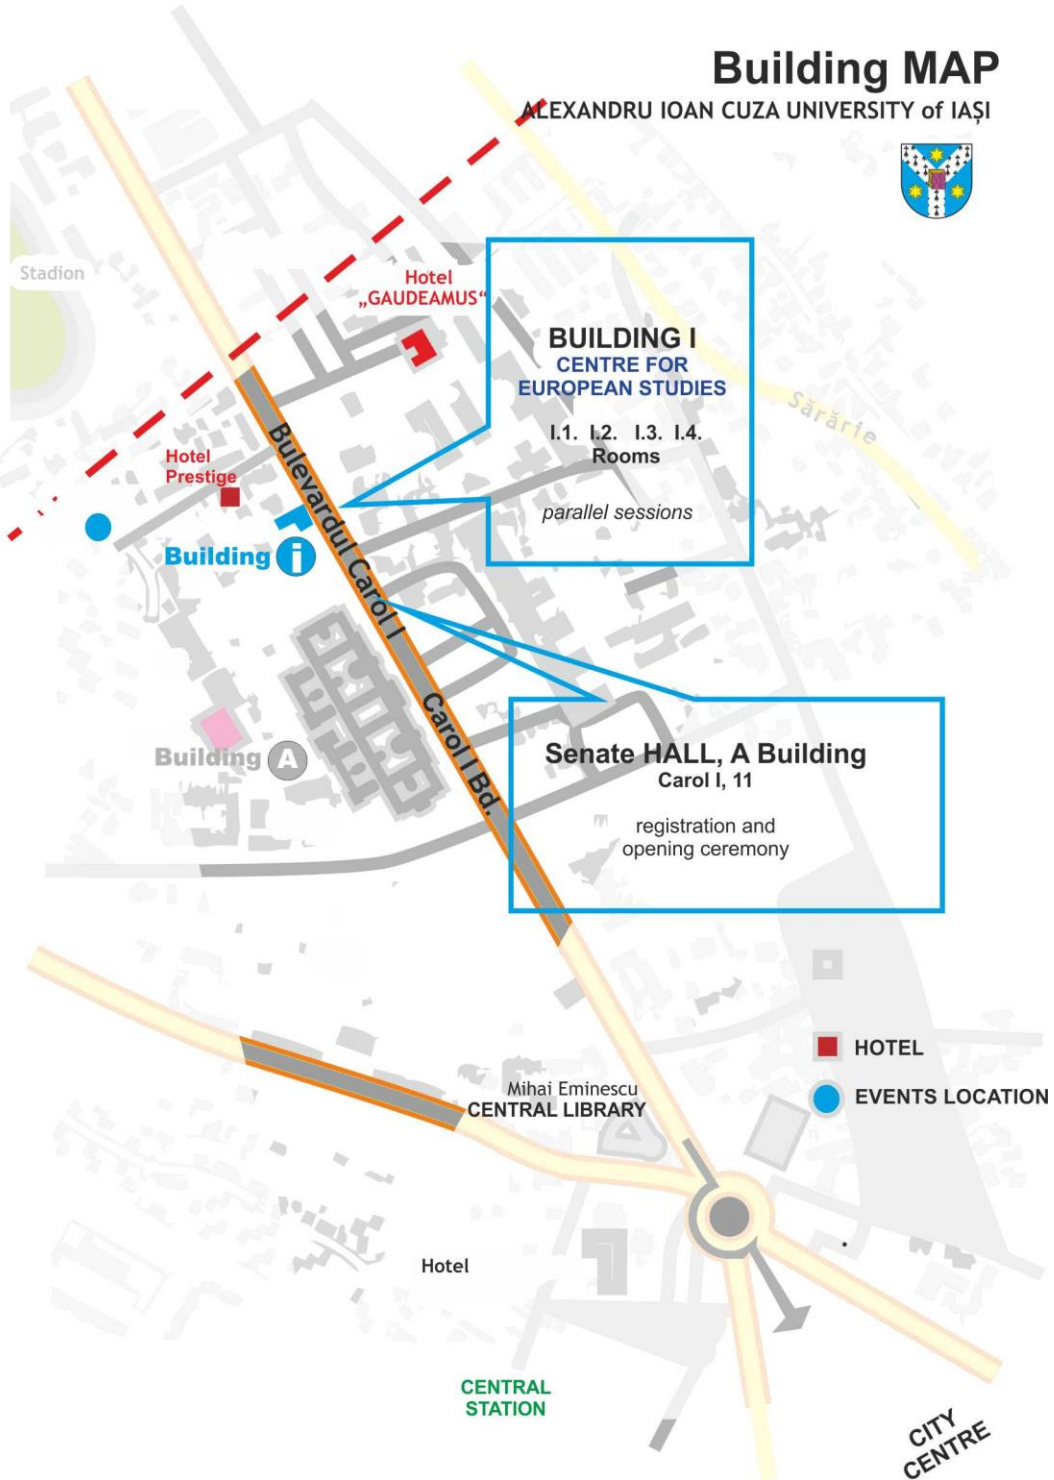 Building MAP
ALEXANDRU IOAN CUZA UNIVERSITY of IAȘI
Stadion
Hotel
„GAUDEAMUS“
BUILDING I
CENTRE FOR
EUROPEAN STUDIES
I.1. I.2. I.3. I.4.
Rooms
parallel sessions
Sărărie
Hotel
Prestige
Building i
Bulevardul Carol I
Carol I Bd.
Building A
Senate HALL, A Building
Carol I, 11
registration and
opening ceremony
HOTEL
EVENTS LOCATION
Mihai Eminescu
CENTRAL LIBRARY
Hotel
CENTRAL
STATION
CITY
CENTRE